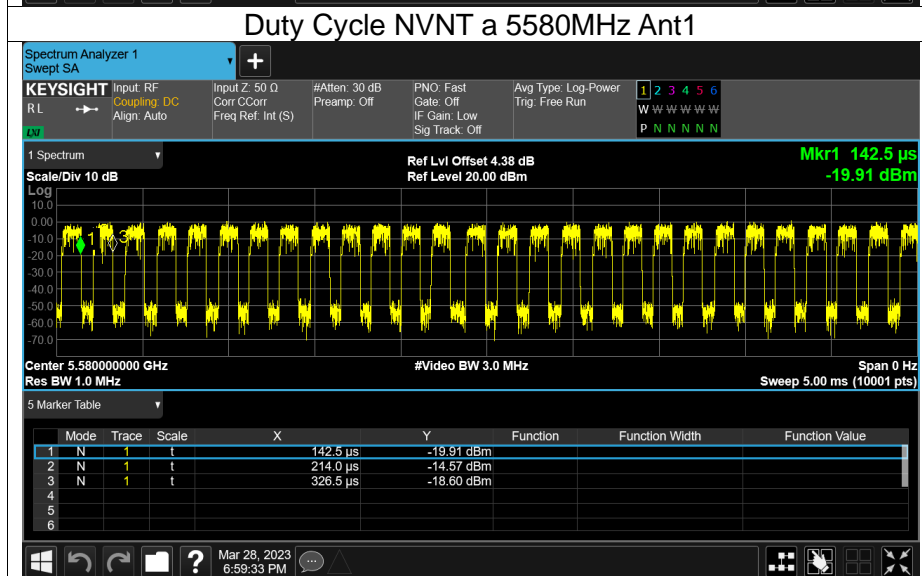 Duty Cycle NVNT a 5580MHz Ant1
Spectrum Analyzer 1
Swept SA
+
KEYSIGHT
R L
LXI
Input: RF
Coupling: DC
Align: Auto
Input Z: 50 Ω
Corr CCorr
Freq Ref: Int (S)
#Atten: 30 dB
Preamp: Off
PNO: Fast
Gate: Off
IF Gain: Low
Sig Track: Off
Avg Type: Log-Power
Trig: Free Run
1 2 3 4 5 6
W W W W W W
P N N N N N
1 Spectrum
Scale/Div 10 dB
Ref Lvl Offset 4.38 dB
Ref Level 20.00 dBm
Mkr1 142.5 µs
-19.91 dBm
Log
10.0
0.00
-10.0
-20.0
-30.0
-40.0
-50.0
-60.0
-70.0
1
3
Center 5.580000000 GHz
Res BW 1.0 MHz
#Video BW 3.0 MHz
Span 0 Hz
Sweep 5.00 ms (10001 pts)
5 Marker Table
Mode Trace Scale X Y Function Function Width Function Value
1 N 1 t 142.5 µs -19.91 dBm
2 N 1 t 214.0 µs -14.57 dBm
3 N 1 t 326.5 µs -18.60 dBm
4
5
6
?
Mar 28, 2023
6:59:33 PM